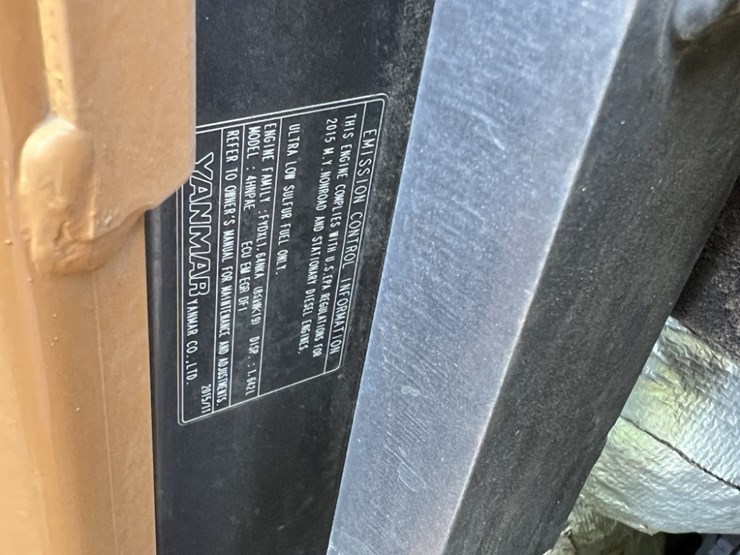 EMISSION CONTROL INFORMATION
THIS ENGINE COMPLIES WITH U.S.EPA REGULATIONS FOR
2015 M.Y.NONROAD AND STATIONARY DIESEL ENGINES.
ULTRA LOW SULFUR FUEL ONLY.
ENGINE FAMILY : FYDXL1.64NKA DISP. : 1.642L
MODEL : 4HNPAE ECU EM EGR DFI
REFER TO OWNER'S MANUAL FOR MAINTENANCE AND ADJUSTMENTS.
YANMAR YANMAR CO.,LTD. 2015/11